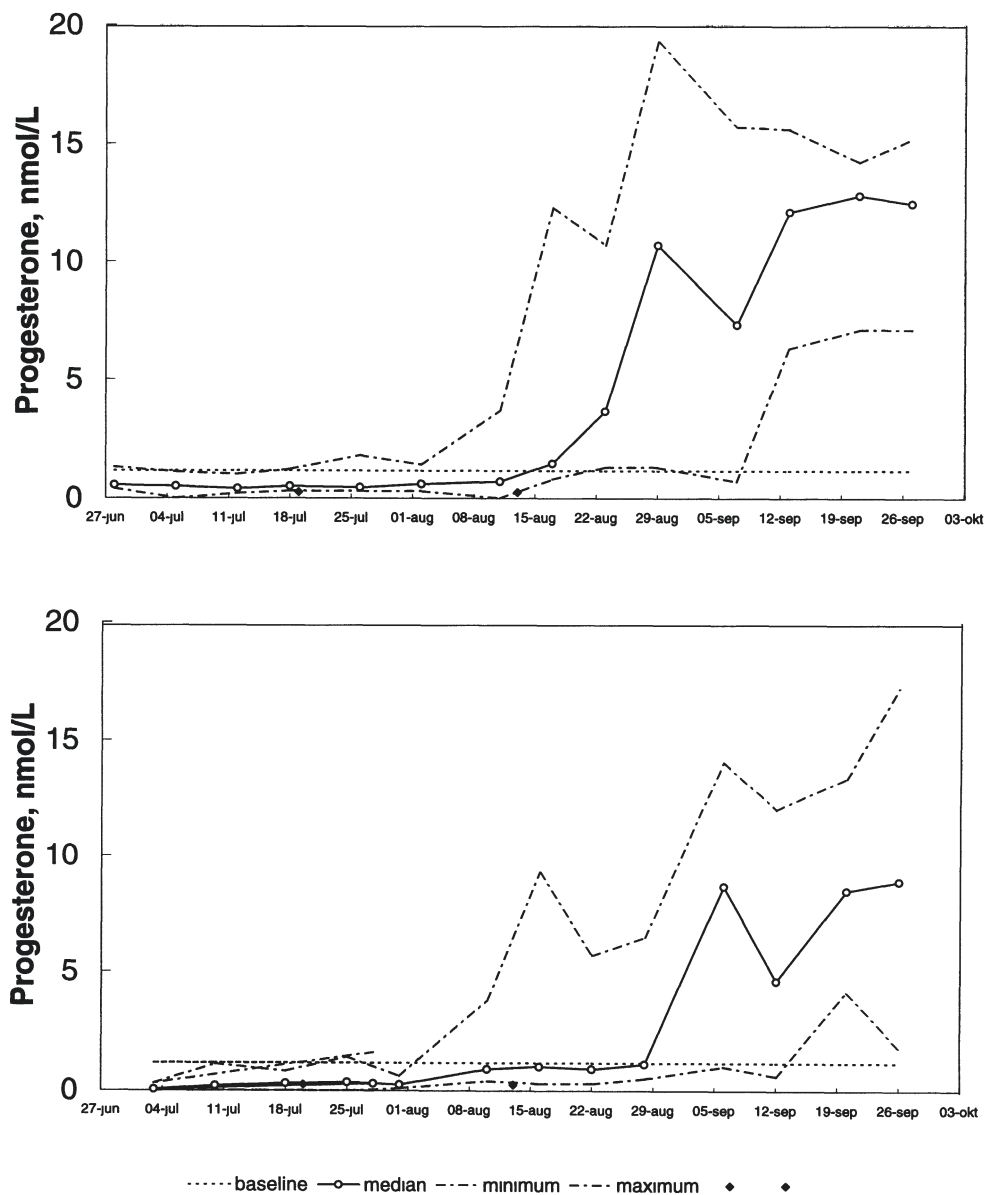 20
15
10
5
0
Progesterone, nmol/L
27-jun 04-jul 11-jul 18-jul 25-jul 01-aug 08-aug 15-aug 22-aug 29-aug 05-sep 12-sep 19-sep 26-sep 03-okt
20
15
10
5
0
Progesterone, nmol/L
27-jun 04-jul 11-jul 18-jul 25-jul 01-aug 08-aug 15-aug 22-aug 29-aug 05-sep 12-sep 19-sep 26-sep 03-okt
baseline median minimum maximum